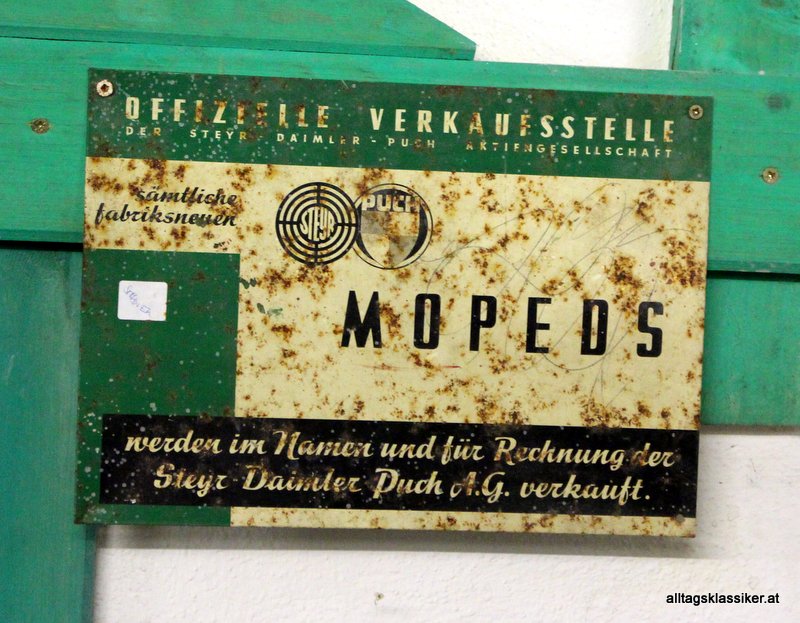 OFFIZIELLE VERKAUFSSTELLE
DER STEYR-DAIMLER-PUCH AKTIENGESELLSCHAFT
sämtliche
fabriksneuen
STEYR
PUCH
MOPEDS
werden im Namen und für Rechnung der
Steyr-Daimler Puch A.G. verkauft.
alltagsklassiker.at